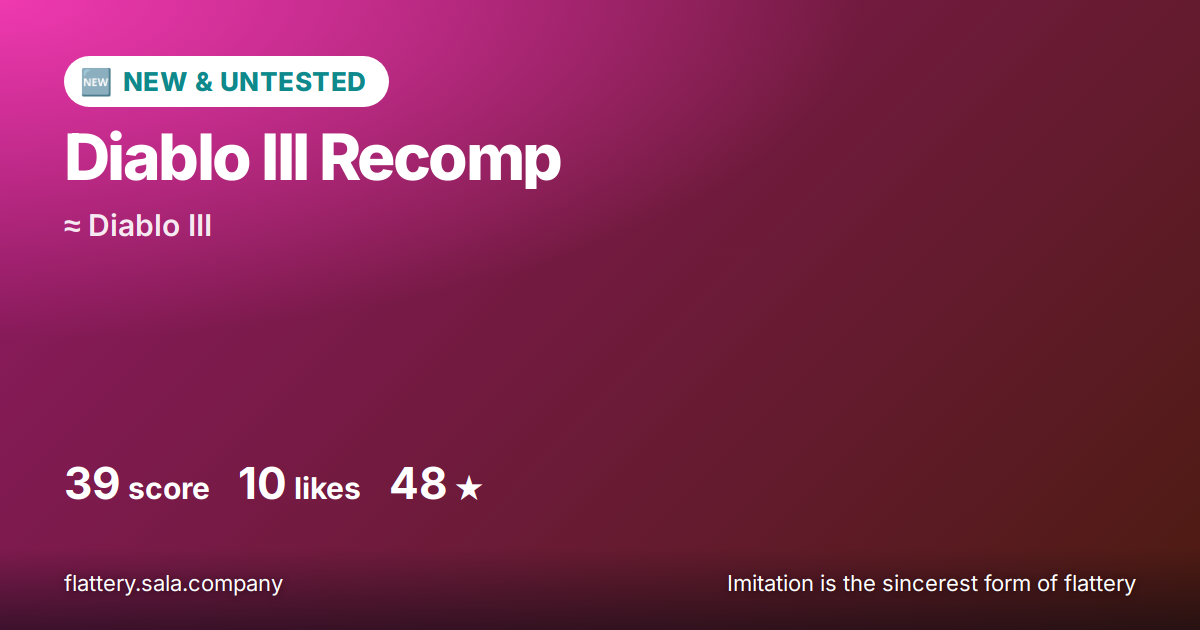 🆕 NEW & UNTESTED
Diablo III Recomp
≈ Diablo III
39 score 10 likes 48 ★
flattery.sala.company
Imitation is the sincerest form of flattery